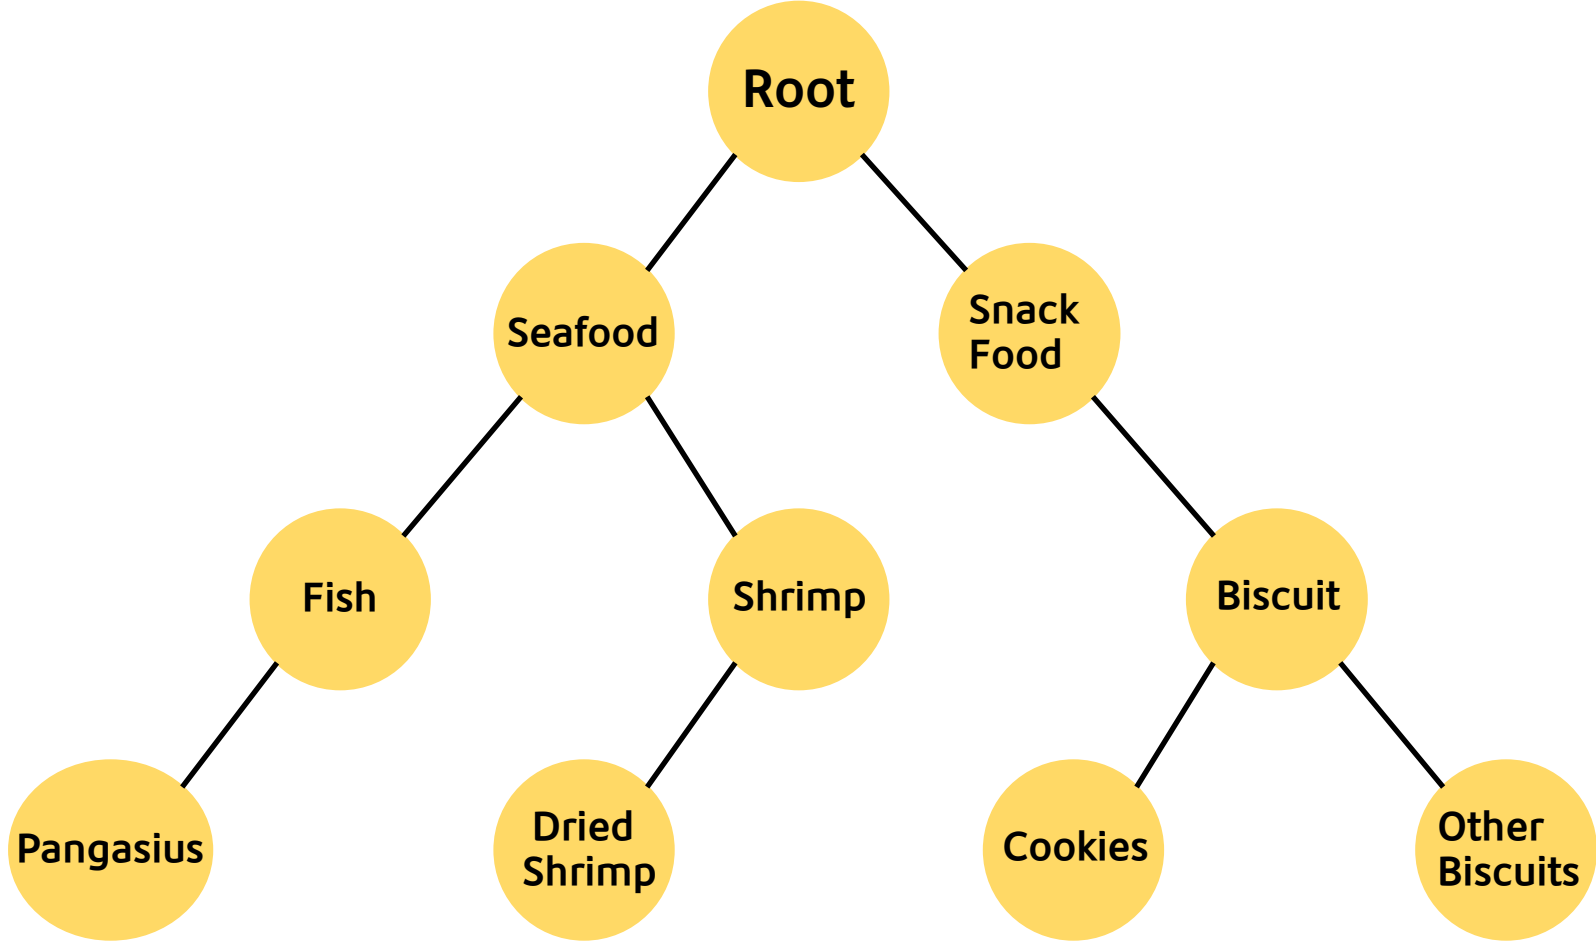 Root
Seafood
Snack
Food
Fish
Shrimp
Biscuit
Pangasius
Dried
Shrimp
Cookies
Other
Biscuits